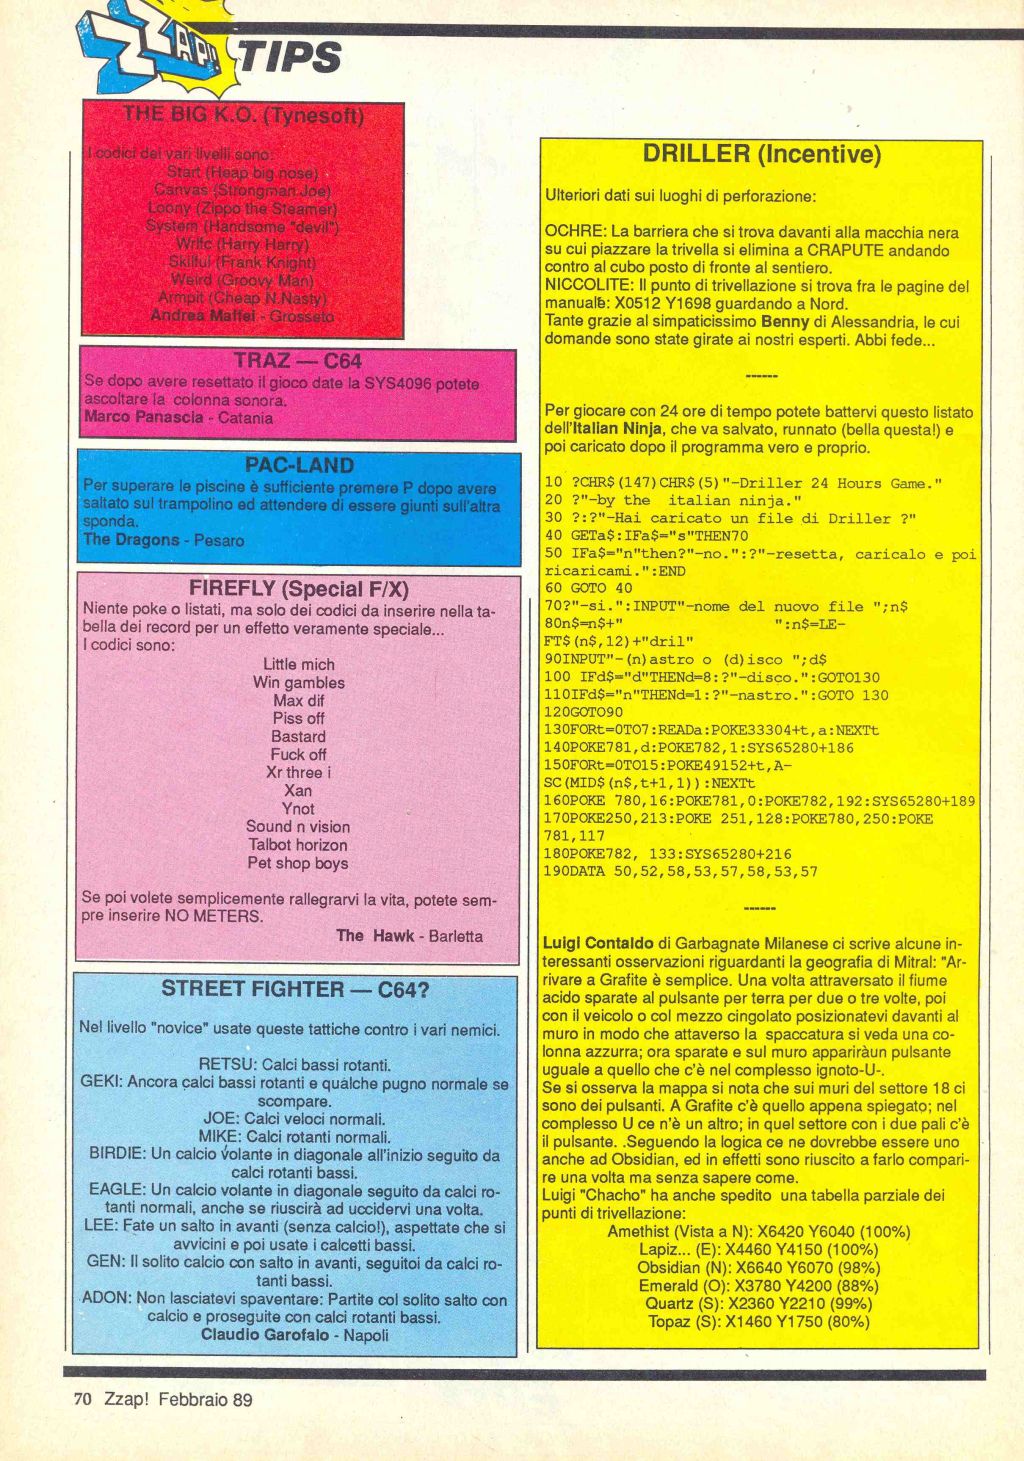 ZZAP! TIPS
THE BIG K.O. (Tynesoft)
I codici dei vari livelli sono:
Start (Heap big nose)
Canvas (Strongman Joe)
Loony (Zippo the Steamer)
System (Handsome "devil")
Writc (Harry Harry)
Skilful (Frank Knight)
Weird (Groovy Man)
Armpit (Cheap N Nasty)
Andrea Maffei - Grosseto
TRAZ — C64
Se dopo avere resettato il gioco date la SYS4096 potete
ascoltare la colonna sonora.
Marco Panascia - Catania
PAC-LAND
Per superare le piscine è sufficiente premere P dopo avere
saltato sul trampolino ed attendere di essere giunti sull'altra
sponda.
The Dragons - Pesaro
FIREFLY (Special F/X)
Niente poke o listati, ma solo dei codici da inserire nella ta-
bella dei record per un effetto veramente speciale...
I codici sono:
Little mich
Win gambles
Max dif
Piss off
Bastard
Fuck off
Xr three i
Xan
Ynot
Sound n vision
Talbot horizon
Pet shop boys
Se poi volete semplicemente rallegrarvi la vita, potete sem-
pre inserire NO METERS.
The Hawk - Barletta
STREET FIGHTER — C64?
Nel livello "novice" usate queste tattiche contro i vari nemici.
RETSU: Calci bassi rotanti.
GEKI: Ancora calci bassi rotanti e qualche pugno normale se
scompare.
JOE: Calci veloci normali.
MIKE: Calci rotanti normali.
BIRDIE: Un calcio volante in diagonale all'inizio seguito da
calci rotanti bassi.
EAGLE: Un calcio volante in diagonale seguito da calci ro-
tanti normali, anche se riuscirà ad uccidervi una volta.
LEE: Fate un salto in avanti (senza calcio!), aspettate che si
avvicini e poi usate i calcetti bassi.
GEN: Il solito calcio con salto in avanti, seguitoi da calci ro-
tanti bassi.
ADON: Non lasciatevi spaventare: Partite col solito salto con
calcio e proseguite con calci rotanti bassi.
Claudio Garofalo - Napoli
DRILLER (Incentive)
Ulteriori dati sui luoghi di perforazione:
OCHRE: La barriera che si trova davanti alla macchia nera
su cui piazzare la trivella si elimina a CRAPUTE andando
contro al cubo posto di fronte al sentiero.
NICCOLITE: Il punto di trivellazione si trova fra le pagine del
manuale: X0512 Y1698 guardando a Nord.
Tante grazie al simpaticissimo Benny di Alessandria, le cui
domande sono state girate ai nostri esperti. Abbi fede...
------
Per giocare con 24 ore di tempo potete battervi questo listato
dell'Italian Ninja, che va salvato, runnato (bella questa!) e
poi caricato dopo il programma vero e proprio.
10 ?CHR$(147)CHR$(5)"-Driller 24 Hours Game."
20 ?"-by the  italian ninja."
30 ?:?"-Hai caricato un file di Driller ?"
40 GETa$:IFa$="s"THEN70
50 IFa$="n"then?"-no.":?"-resetta, caricalo e poi
ricaricami.":END
60 GOTO 40
70?"-si.":INPUT"-nome del nuovo file ";n$
80n$=n$+"                ":n$=LE-
FT$(n$,12)+"dril"
90INPUT"-(n)astro o (d)isco ";d$
100 IFd$="d"THENd=8:?"-disco.":GOTO130
110IFd$="n"THENd=1:?"-nastro.":GOTO 130
120GOTO90
130FORt=0TO7:READa:POKE33304+t,a:NEXTt
140POKE781,d:POKE782,1:SYS65280+186
150FORt=0TO15:POKE49152+t,A-
SC(MID$(n$,t+1,1)):NEXTt
160POKE 780,16:POKE781,0:POKE782,192:SYS65280+189
170POKE250,213:POKE 251,128:POKE780,250:POKE
781,117
180POKE782, 133:SYS65280+216
190DATA 50,52,58,53,57,58,53,57
------
Luigi Contaldo di Garbagnate Milanese ci scrive alcune in-
teressanti osservazioni riguardanti la geografia di Mitral: "Ar-
rivare a Grafite è semplice. Una volta attraversato il fiume
acido sparate al pulsante per terra per due o tre volte, poi
con il veicolo o col mezzo cingolato posizionatevi davanti al
muro in modo che attaverso la spaccatura si veda una co-
lonna azzurra; ora sparate e sul muro appariràun pulsante
uguale a quello che c'è nel complesso ignoto-U-.
Se si osserva la mappa si nota che sui muri del settore 18 ci
sono dei pulsanti. A Grafite c'è quello appena spiegato; nel
complesso U ce n'è un altro; in quel settore con i due pali c'è
il pulsante. .Seguendo la logica ce ne dovrebbe essere uno
anche ad Obsidian, ed in effetti sono riuscito a farlo compari-
re una volta ma senza sapere come.
Luigi "Chacho" ha anche spedito una tabella parziale dei
punti di trivellazione:
Amethist (Vista a N): X6420 Y6040 (100%)
Lapiz... (E): X4460 Y4150 (100%)
Obsidian (N): X6640 Y6070 (98%)
Emerald (O): X3780 Y4200 (88%)
Quartz (S): X2360 Y2210 (99%)
Topaz (S): X1460 Y1750 (80%)
70 Zzap! Febbraio 89